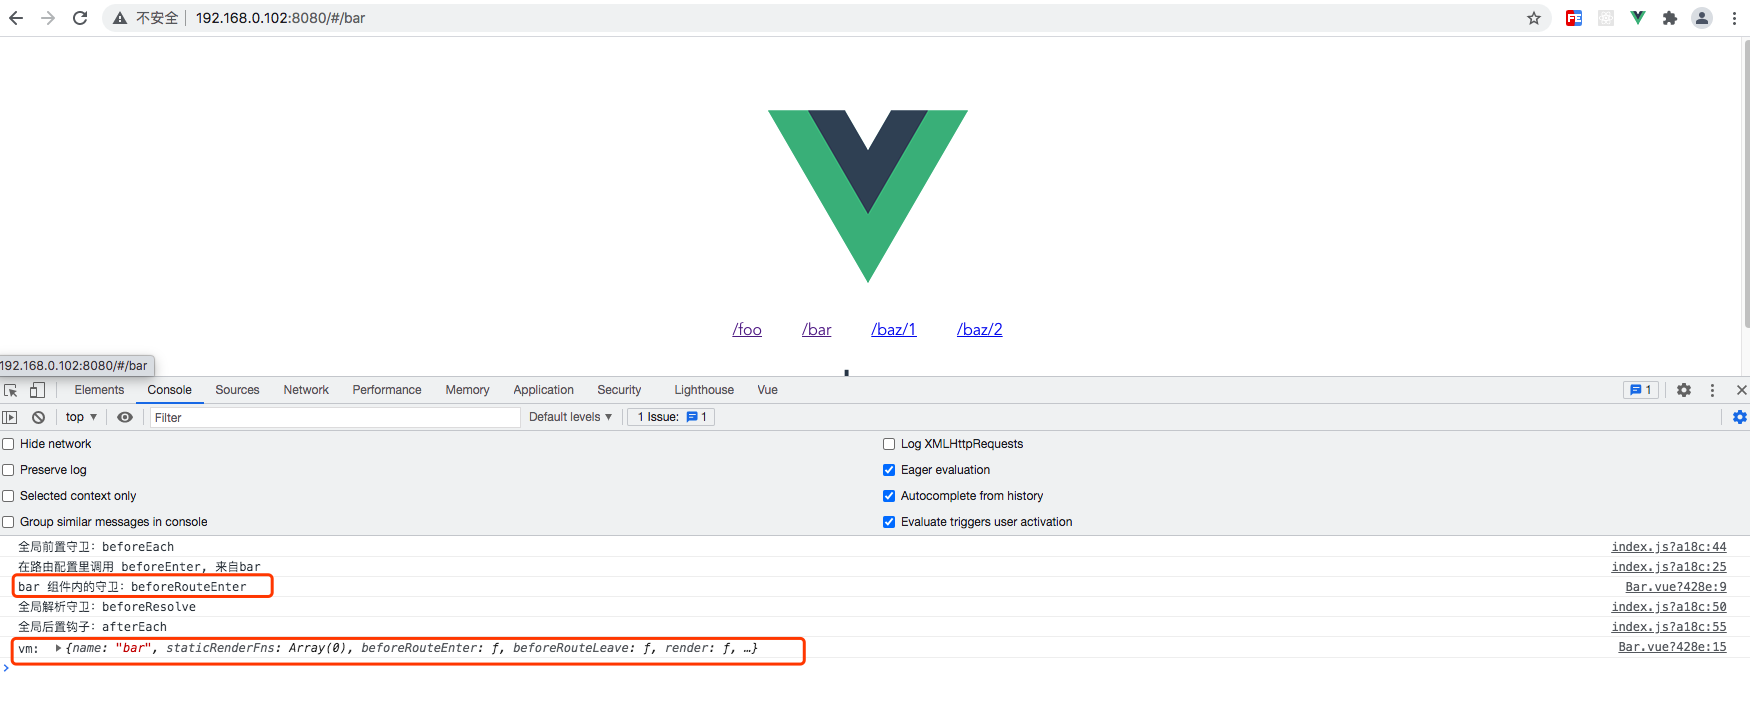 不安全 192.168.0.102:8080/#/bar
FE
/foo /bar /baz/1 /baz/2
192.168.0.102:8080/#/bar
Elements Console Sources Network Performance Memory Application Security Lighthouse Vue 1
top Filter Default levels 1 Issue: 1
Hide network Log XMLHttpRequests
Preserve log Eager evaluation
Selected context only Autocomplete from history
Group similar messages in console Evaluate triggers user activation
全局前置守卫: beforeEach index.js?a18c:44
在路由配置里调用 beforeEnter, 来自bar index.js?a18c:25
bar 组件内的守卫: beforeRouteEnter Bar.vue?428e:9
全局解析守卫: beforeResolve index.js?a18c:50
全局后置钩子: afterEach index.js?a18c:55
vm: {name: "bar", staticRenderFns: Array(0), beforeRouteEnter: ƒ, beforeRouteLeave: ƒ, render: ƒ, …} Bar.vue?428e:15